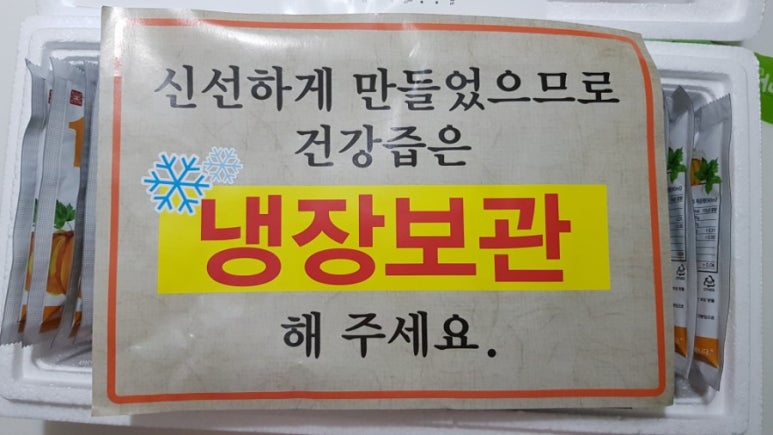 신선하게 만들었으므로
건강즙은
냉장보관
해 주세요.